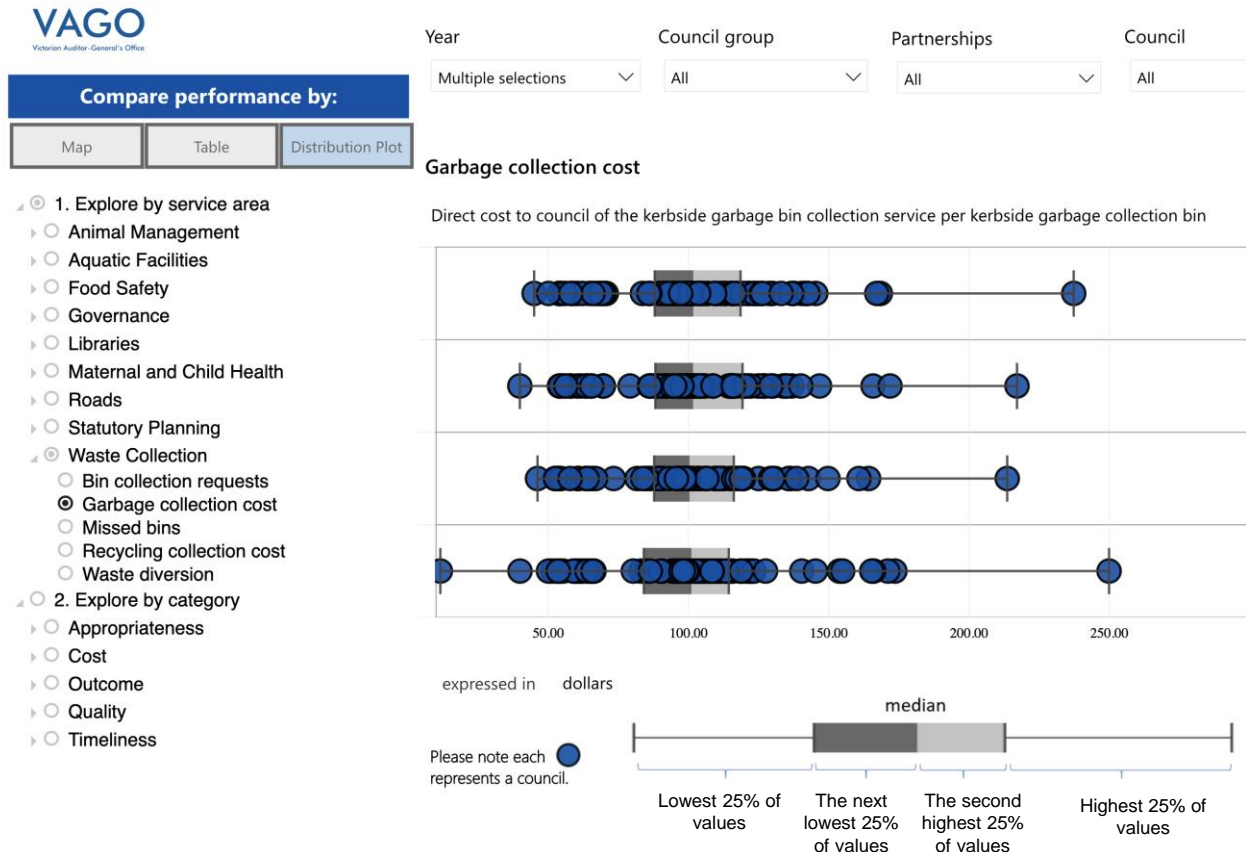 VAGO
Victorian Auditor-General's Office
Compare performance by:
Map
Table
Distribution Plot
1. Explore by service area
Animal Management
Aquatic Facilities
Food Safety
Governance
Libraries
Maternal and Child Health
Roads
Statutory Planning
Waste Collection
Bin collection requests
Garbage collection cost
Missed bins
Recycling collection cost
Waste diversion
2. Explore by category
Appropriateness
Cost
Outcome
Quality
Timeliness
Year
Council group
Partnerships
Council
Multiple selections
All
All
All
Garbage collection cost
Direct cost to council of the kerbside garbage bin collection service per kerbside garbage collection bin
50.00
100.00
150.00
200.00
250.00
expressed in dollars
median
Please note each
represents a council.
Lowest 25% of
values
The next
lowest 25%
of values
The second
highest 25%
of values
Highest 25% of
values